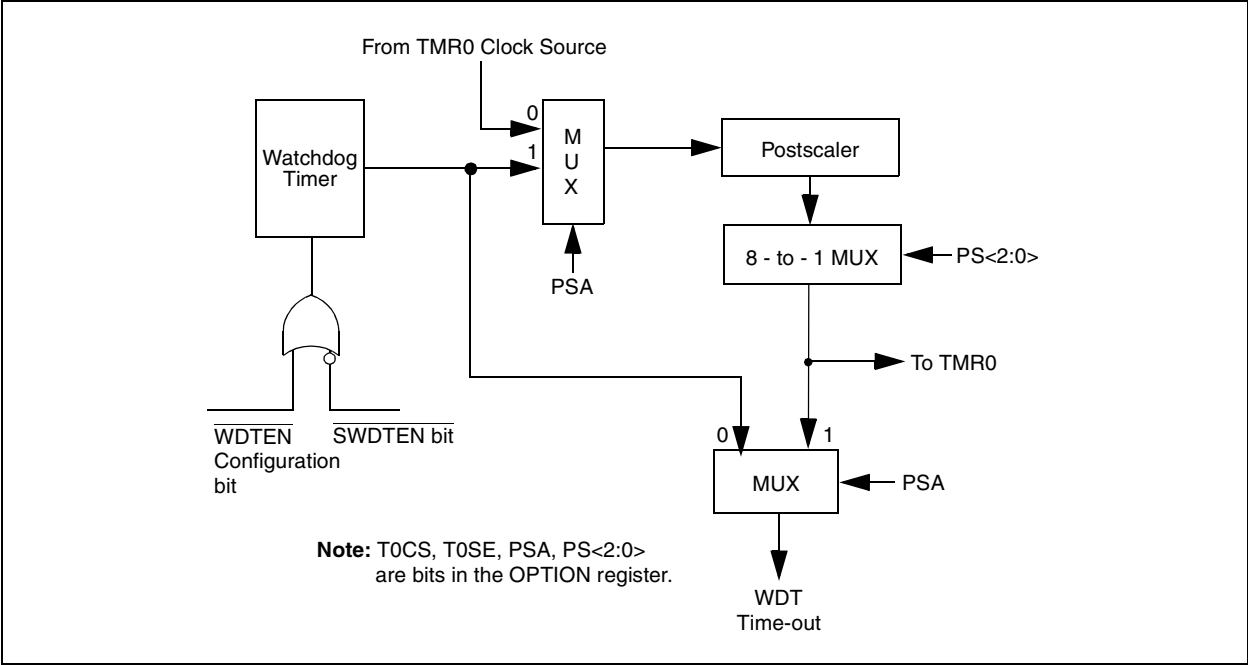 From TMR0 Clock Source
0
1
M
U
X
Watchdog
Timer
Postscaler
8 - to - 1 MUX
PS<2:0>
PSA
To TMR0
WDTEN
Configuration
bit
SWDTEN bit
0
1
MUX
PSA
Note: T0CS, T0SE, PSA, PS<2:0>
are bits in the OPTION register.
WDT
Time-out